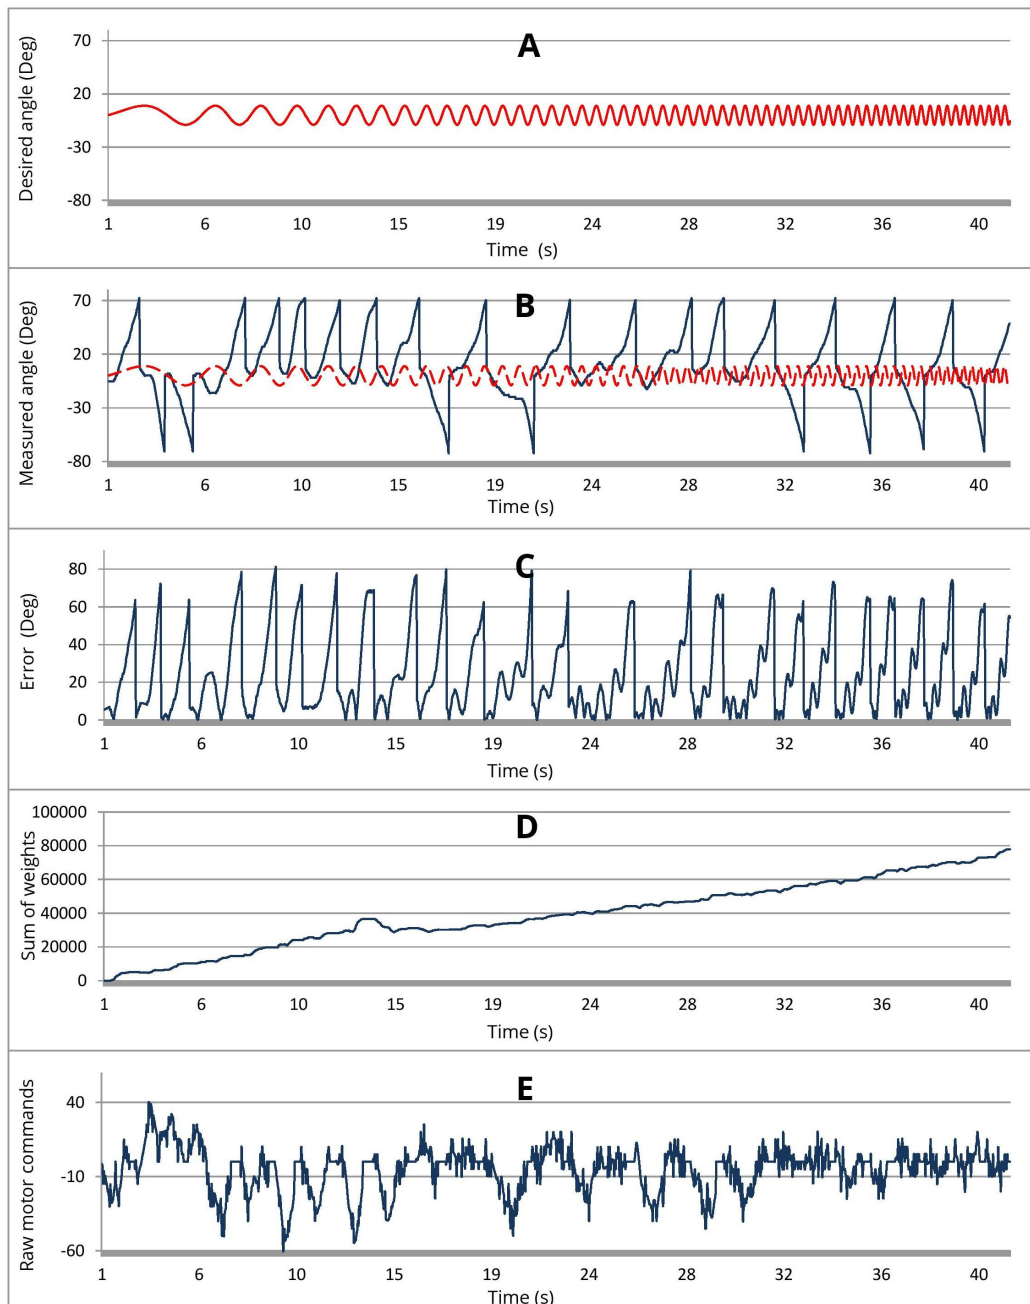 A
Desired angle (Deg)
70
20
-30
-80
1 6 10 15 19 24 28 32 36 40
Time (s)
B
Measured angle (Deg)
70
20
-30
-80
1 6 10 15 19 24 28 32 36 40
Time (s)
C
Error (Deg)
80
60
40
20
0
1 6 10 15 19 24 28 32 36 40
Time (s)
D
Sum of weights
100000
80000
60000
40000
20000
0
1 6 10 15 19 24 28 32 36 40
Time (s)
E
Raw motor commands
40
-10
-60
1 6 10 15 19 24 28 32 36 40
Time (s)